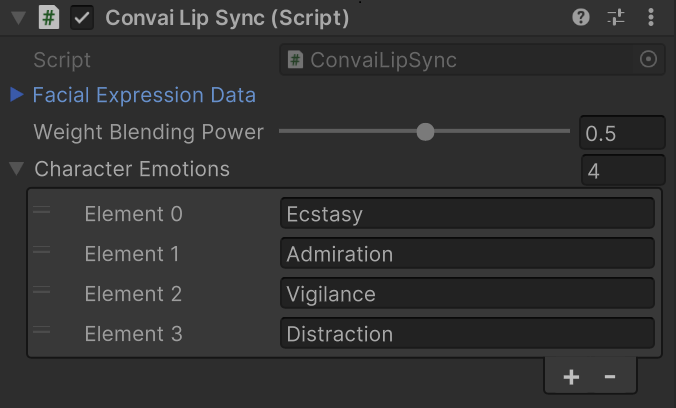 # Convai Lip Sync (Script)
Script # ConvaiLipSync
Facial Expression Data
Weight Blending Power 0.5
Character Emotions 4
Element 0 Ecstasy
Element 1 Admiration
Element 2 Vigilance
Element 3 Distraction
+ -